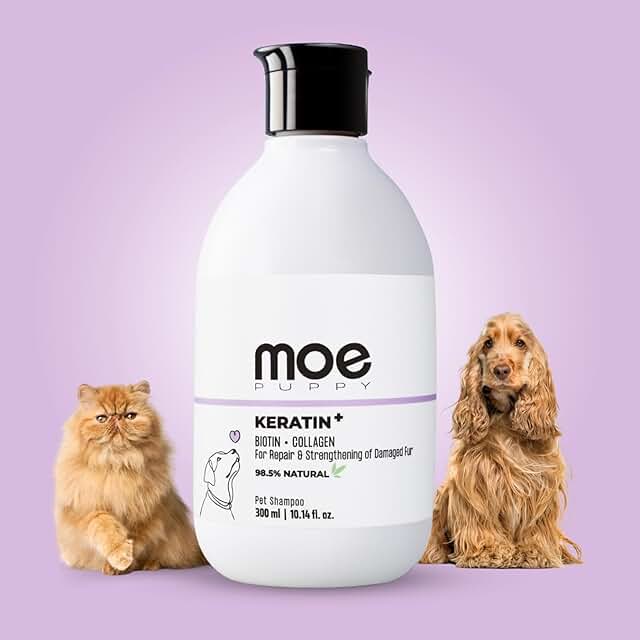 moe
PUPPY
KERATIN+
BIOTIN • COLLAGEN
For Repair & Strengthening of Damaged Fur
98.5% NATURAL
Pet Shampoo
300 ml | 10.14 fl. oz.